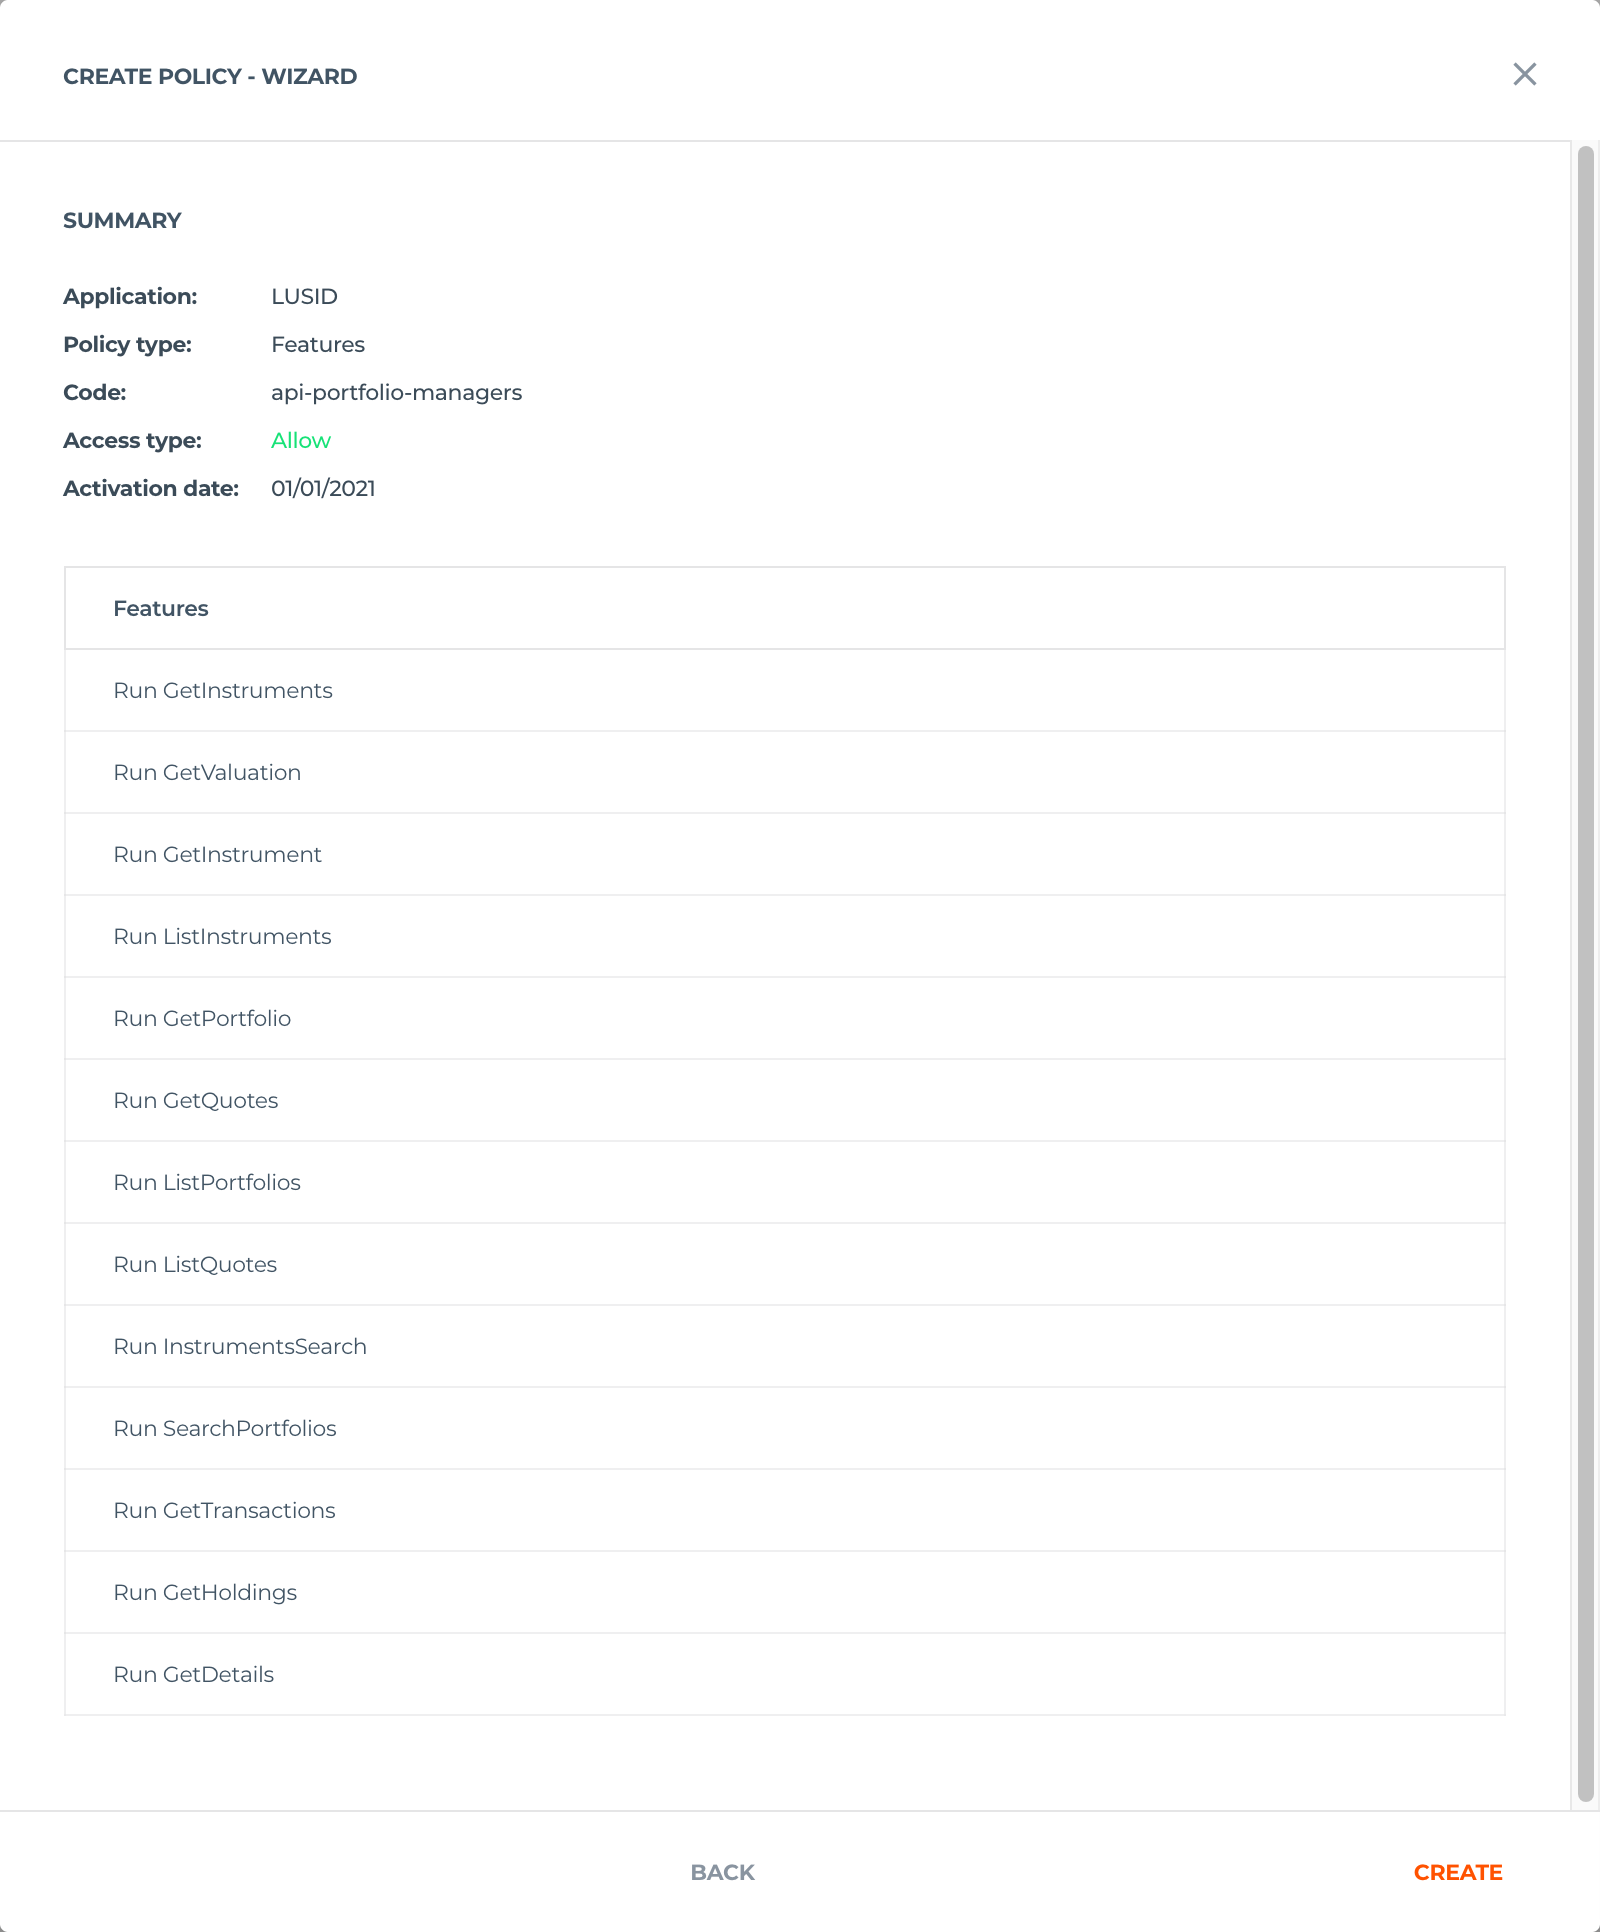 CREATE POLICY - WIZARD
SUMMARY
Application: LUSID
Policy type: Features
Code: api-portfolio-managers
Access type: Allow
Activation date: 01/01/2021
Features
Run GetInstruments
Run GetValuation
Run GetInstrument
Run ListInstruments
Run GetPortfolio
Run GetQuotes
Run ListPortfolios
Run ListQuotes
Run InstrumentsSearch
Run SearchPortfolios
Run GetTransactions
Run GetHoldings
Run GetDetails
BACK CREATE